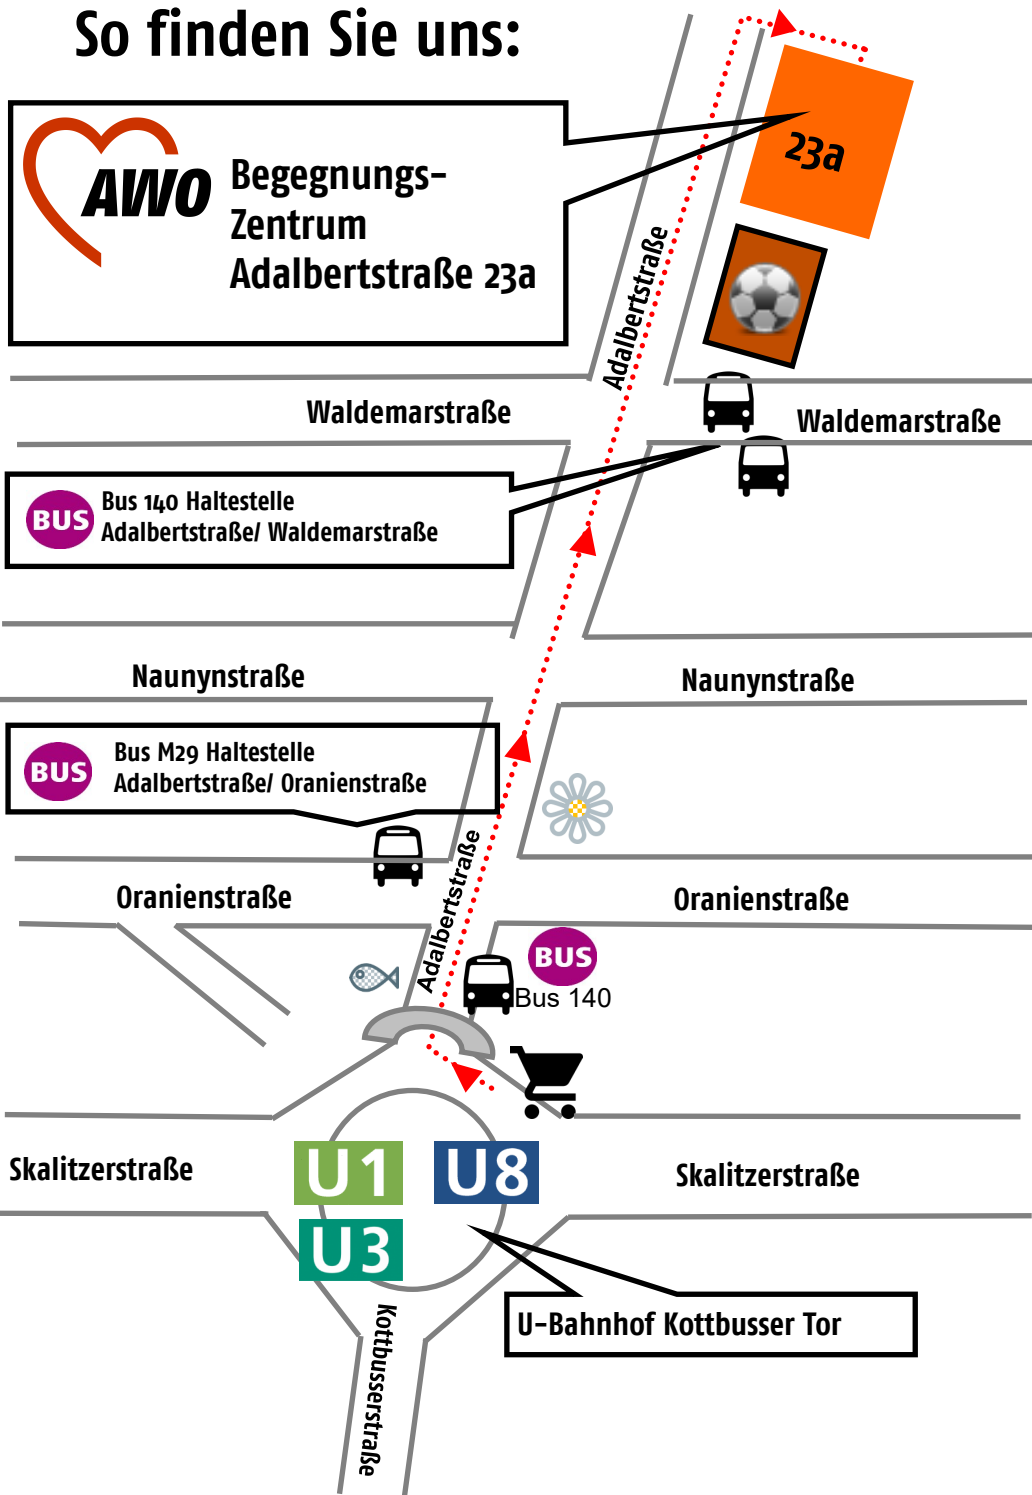 So finden Sie uns:
AWO
Begegnungs-
Zentrum
Adalbertstraße 23a
23a
Adalbertstraße
Waldemarstraße
Waldemarstraße
BUS
Bus 140 Haltestelle
Adalbertstraße/ Waldemarstraße
Naunynstraße
Naunynstraße
BUS
Bus M29 Haltestelle
Adalbertstraße/ Oranienstraße
Adalbertstraße
Oranienstraße
Oranienstraße
BUS
Bus 140
Skalitzerstraße
U1
U8
Skalitzerstraße
U3
U-Bahnhof Kottbusser Tor
Kottbusserstraße